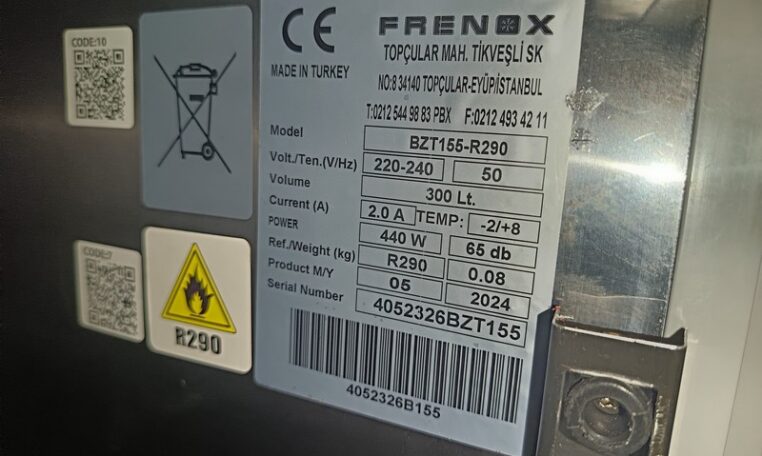 CODE:10
CODE:7
R290
CE
FRENOX
MADE IN TURKEY
TOPÇULAR MAH. TİKVEŞLİ SK
NO:8 34140 TOPÇULAR-EYÜP/İSTANBUL
T:0212 544 98 83 PBX F:0212 493 42 11
Model BZT155-R290
Volt./Ten.(V/Hz) 220-240 50
Volume 300 Lt.
Current (A) 2.0 A TEMP: -2/+8
POWER 440 W 65 db
Ref./Weight (kg) R290 0.08
Product M/Y 05 2024
Serial Number 4052326BZT155
4052326B155